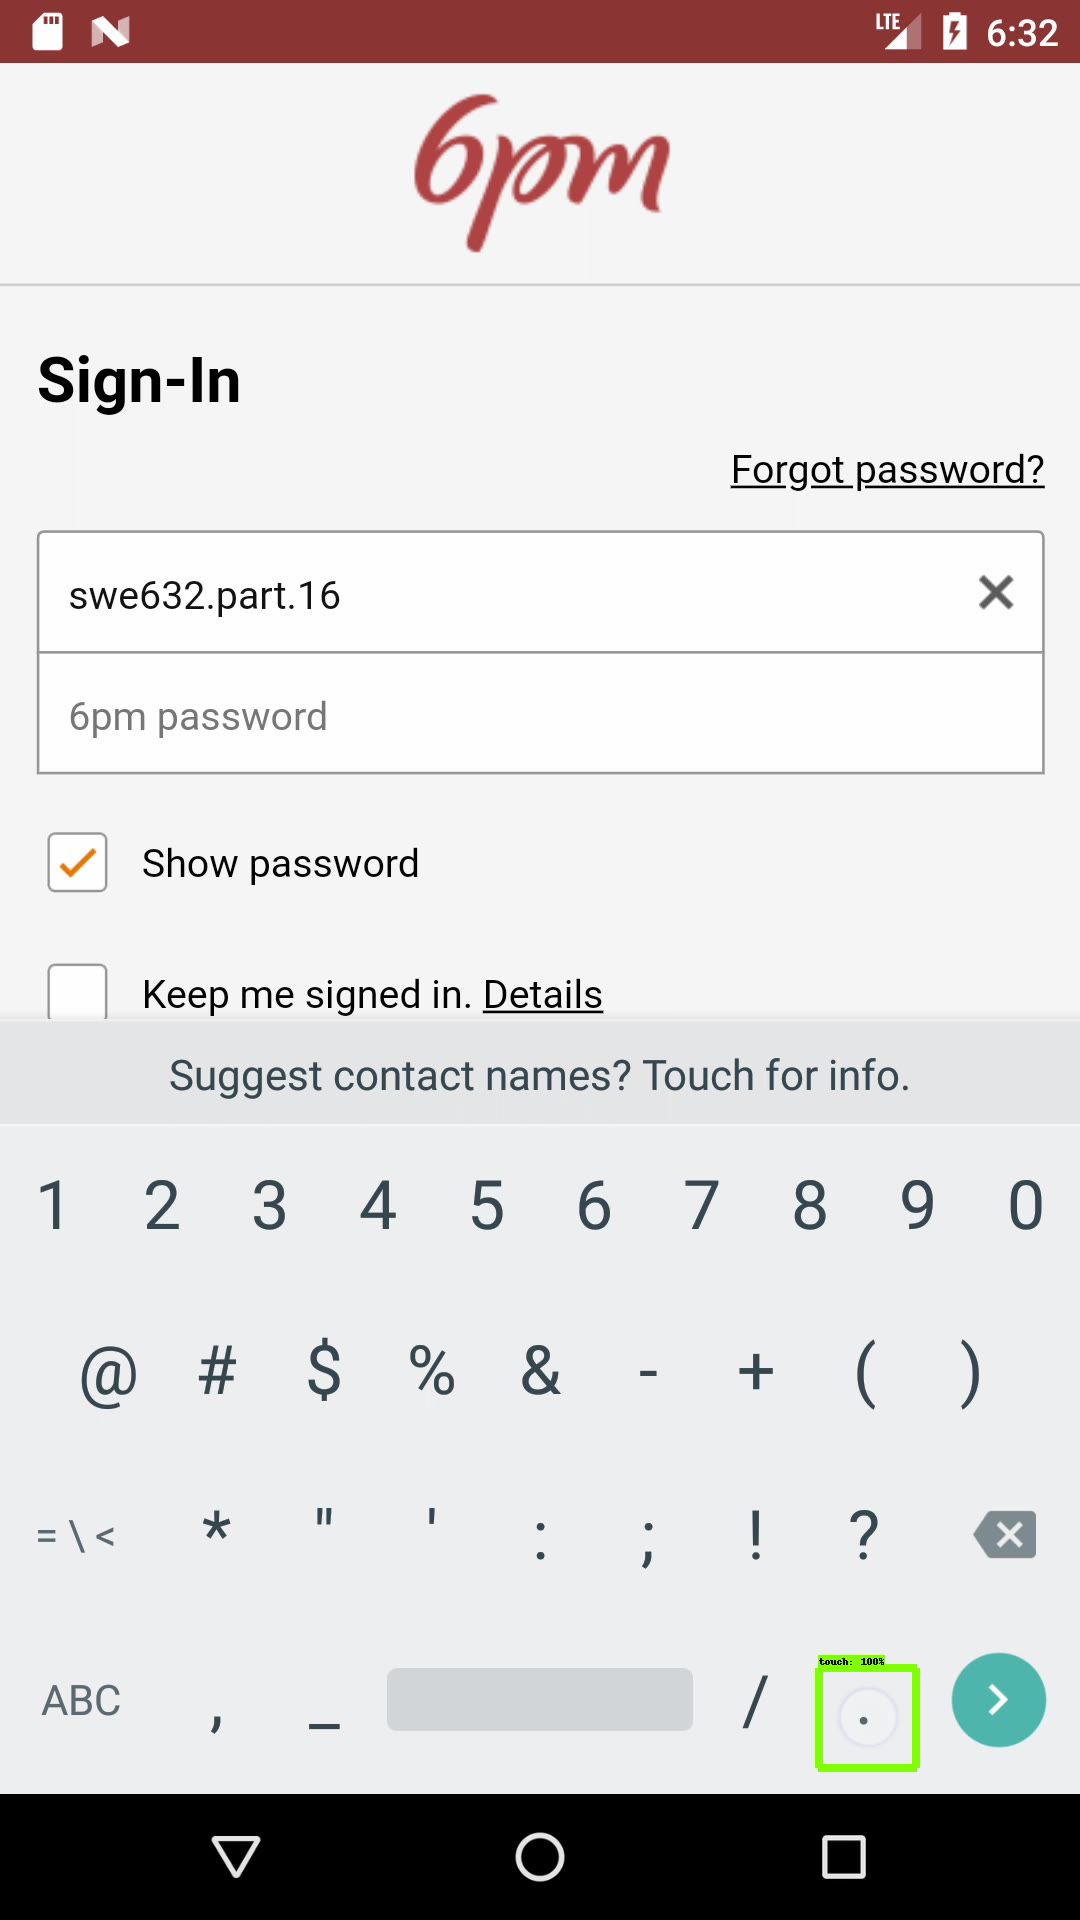 LTE 6:32
6pm
Sign-In
Forgot password?
swe632.part.16
6pm password
Show password
Keep me signed in. Details
Suggest contact names? Touch for info.
1 2 3 4 5 6 7 8 9 0
@ # $ % & - + ( )
= \ < * " ' : ; ! ?
touch: 100%
ABC , _ / .